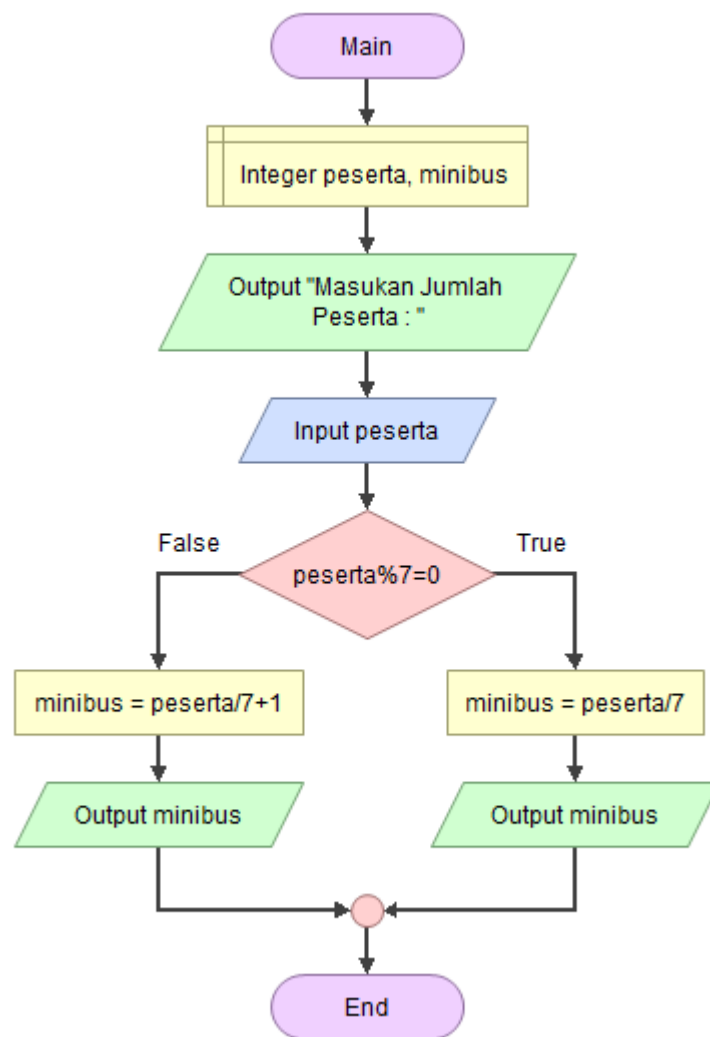 Main
Integer peserta, minibus
Output "Masukan Jumlah
Peserta : "
Input peserta
False
True
peserta%7=0
minibus = peserta/7+1
minibus = peserta/7
Output minibus
Output minibus
End